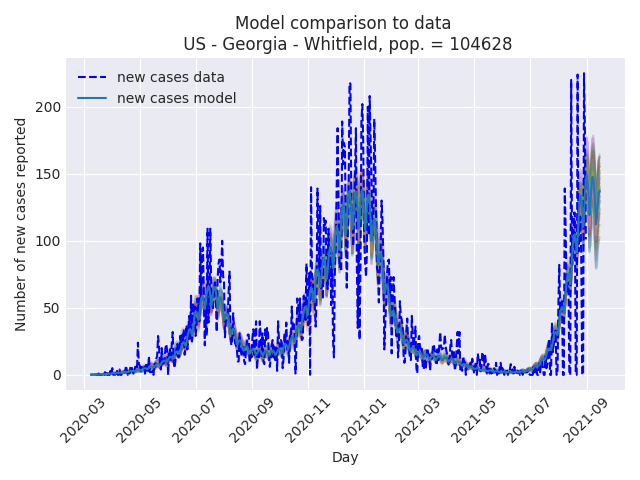 Model comparison to data
US - Georgia - Whitfield, pop. = 104628
new cases data
new cases model
Number of new cases reported
200
150
100
50
0
2020-03
2020-05
2020-07
2020-09
2020-11
2021-01
2021-03
2021-05
2021-07
2021-09
Day